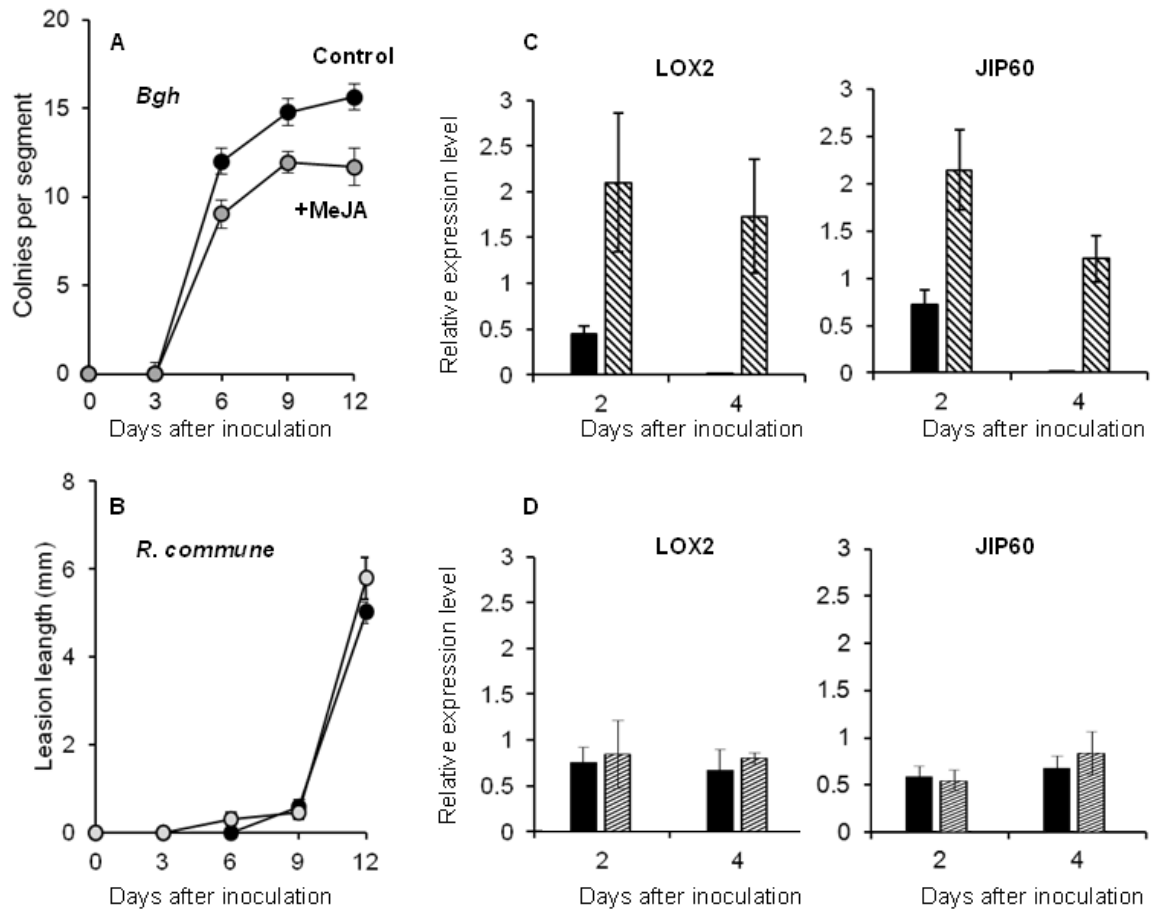 A
Bgh
Control
+MeJA
20
15
10
5
0
Colnies per segment
0 3 6 9 12
Days after inoculation
B
R. commune
8
6
4
2
0
Leasion leangth (mm)
0 3 6 9 12
Days after inoculation
C
LOX2
3
2.5
2
1.5
1
0.5
0
Relative expression level
2 4
Days after inoculation
JIP60
3
2.5
2
1.5
1
0.5
0
2 4
Days after inoculation
D
LOX2
3
2.5
2
1.5
1
0.5
0
Relative expression level
2 4
Days after inoculation
JIP60
3
2.5
2
1.5
1
0.5
0
2 4
Days after inoculation